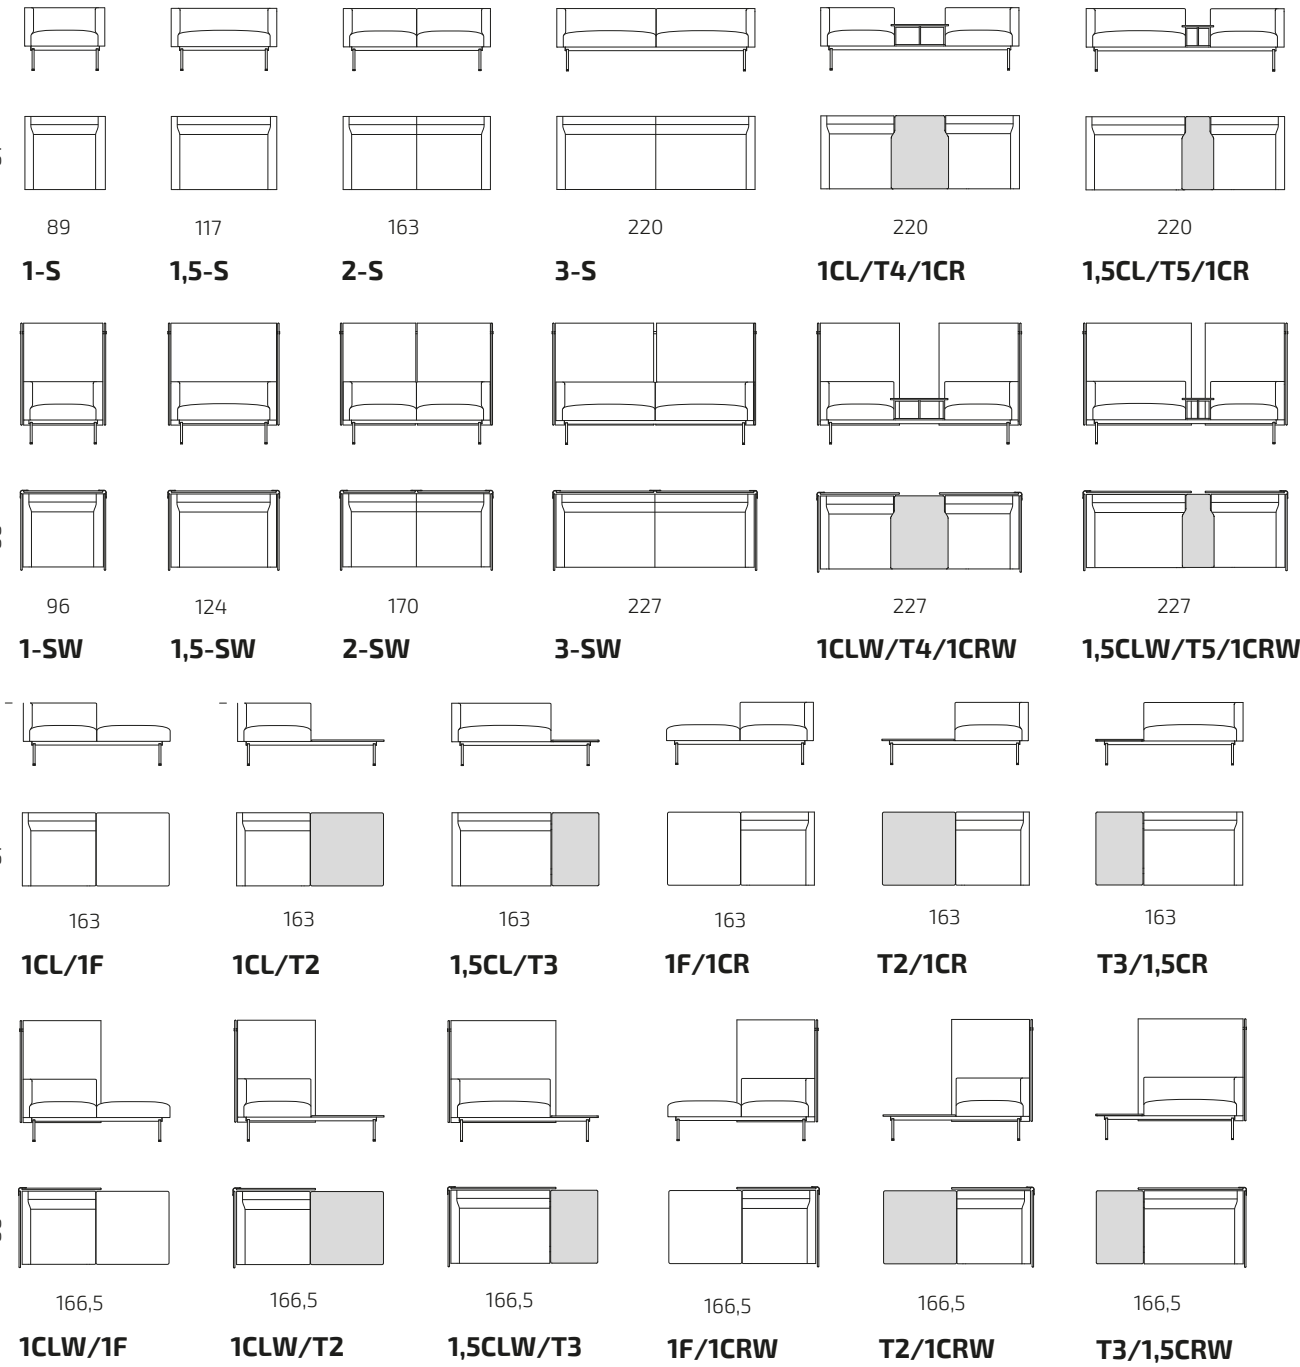 89 117 163 220 220 220
1-S 1,5-S 2-S 3-S 1CL/T4/1CR 1,5CL/T5/1CR
96 124 170 227 227 227
1-SW 1,5-SW 2-SW 3-SW 1CLW/T4/1CRW 1,5CLW/T5/1CRW
163 163 163 163 163 163
1CL/1F 1CL/T2 1,5CL/T3 1F/1CR T2/1CR T3/1,5CR
166,5 166,5 166,5 166,5 166,5 166,5
1CLW/1F 1CLW/T2 1,5CLW/T3 1F/1CRW T2/1CRW T3/1,5CRW